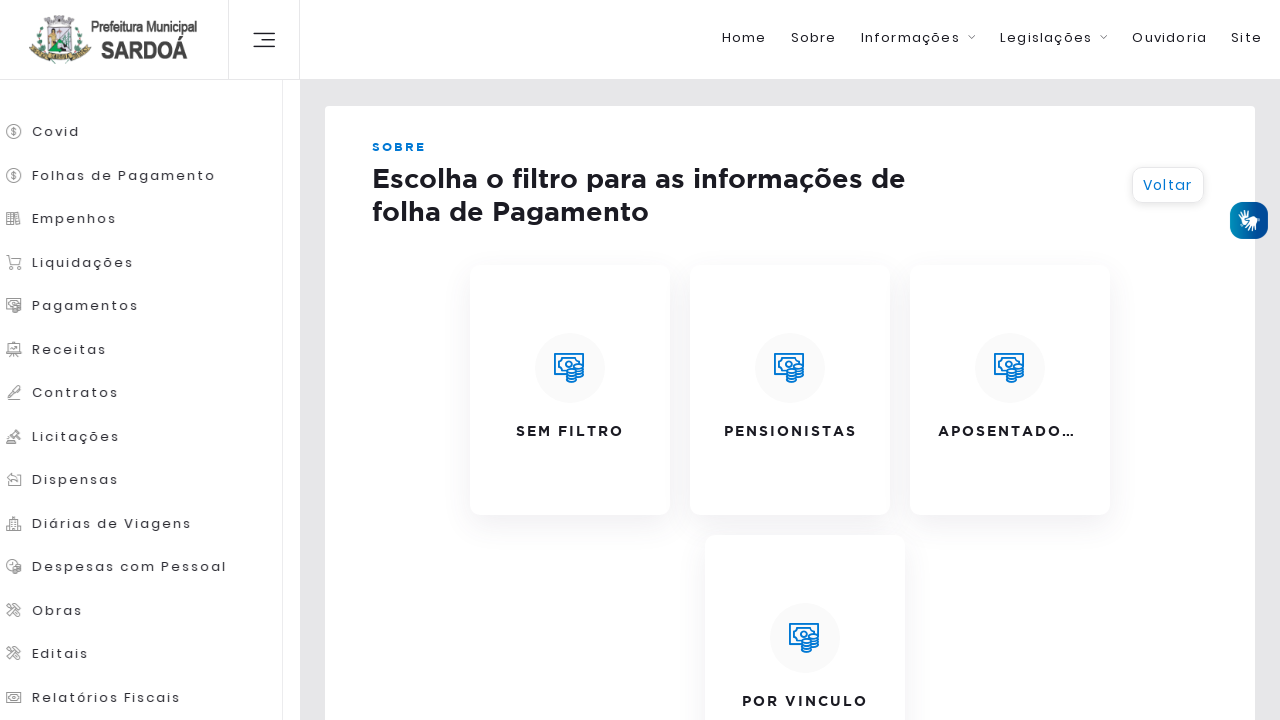 Prefeitura Municipal
SARDOÁ
Home
Sobre
Informações
Legislações
Ouvidoria
Site
Covid
Folhas de Pagamento
Empenhos
Liquidações
Pagamentos
Receitas
Contratos
Licitações
Dispensas
Diárias de Viagens
Despesas com Pessoal
Obras
Editais
Relatórios Fiscais
SOBRE
Escolha o filtro para as informações de
folha de Pagamento
Voltar
SEM FILTRO
PENSIONISTAS
APOSENTADO...
POR VINCULO